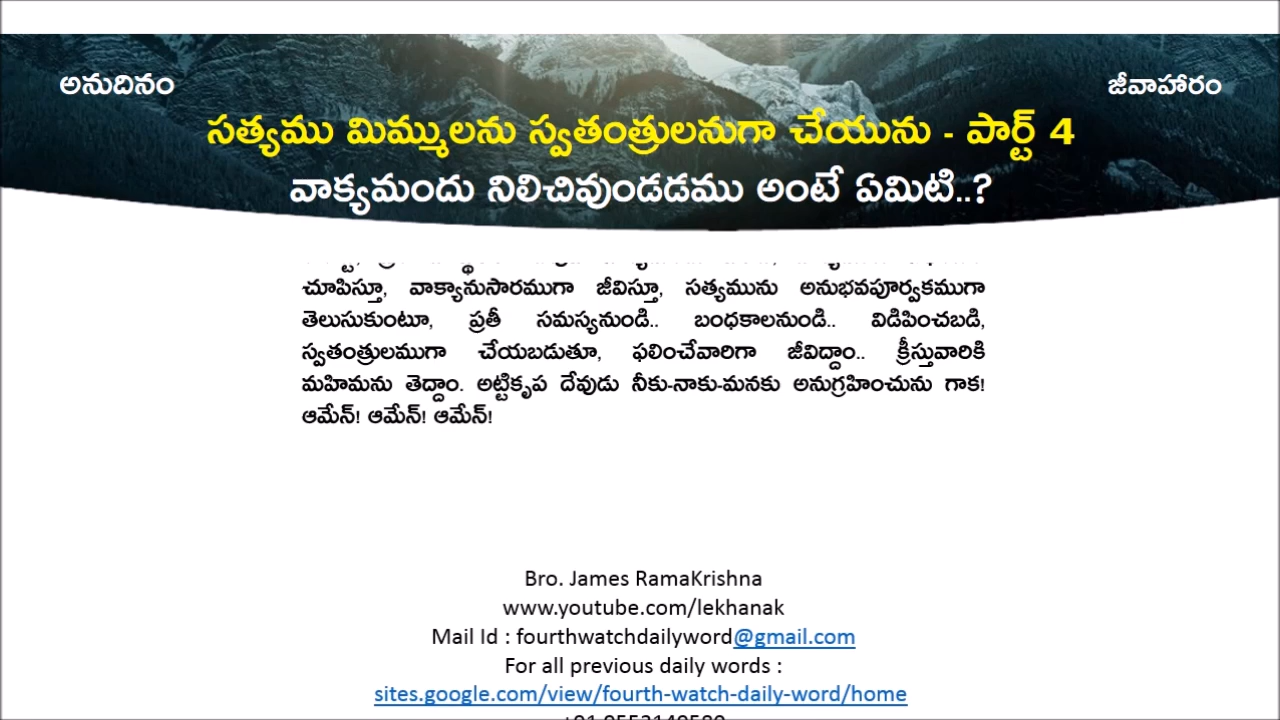 అనుదినం
జీవాహారం
సత్యము మిమ్ములను స్వతంత్రులనుగా చేయును - పార్ట్ 4
వాక్యమందు నిలిచివుండడము అంటే ఏమిటి..?
చూపిస్తూ, వాక్యానుసారముగా జీవిస్తూ, సత్యమును అనుభవపూర్వకముగా
తెలుసుకుంటూ, ప్రతీ సమస్యనుండి.. బంధకాలనుండి.. విడిపించబడి,
స్వతంత్రులముగా చేయబడుతూ, ఫలించేవారిగా జీవిద్దాం.. క్రీస్తువారికి
మహిమను తెద్దాం. అట్టికృప దేవుడు నీకు-నాకు-మనకు అనుగ్రహించును గాక!
ఆమేన్! ఆమేన్! ఆమేన్!
Bro. James RamaKrishna
www.youtube.com/lekhanak
Mail Id : fourthwatchdailyword@gmail.com
For all previous daily words :
sites.google.com/view/fourth-watch-daily-word/home